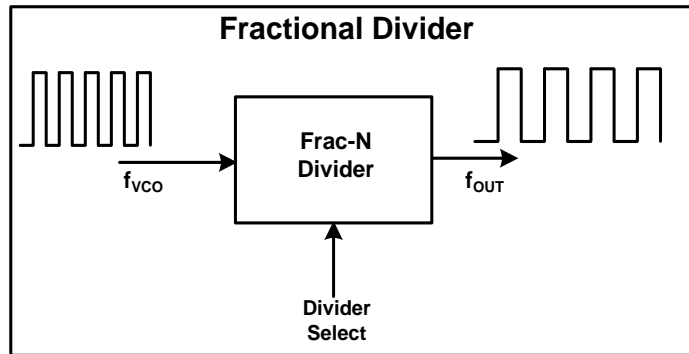 Fractional Divider
Frac-N
Divider
fVCO
fOUT
Divider
Select